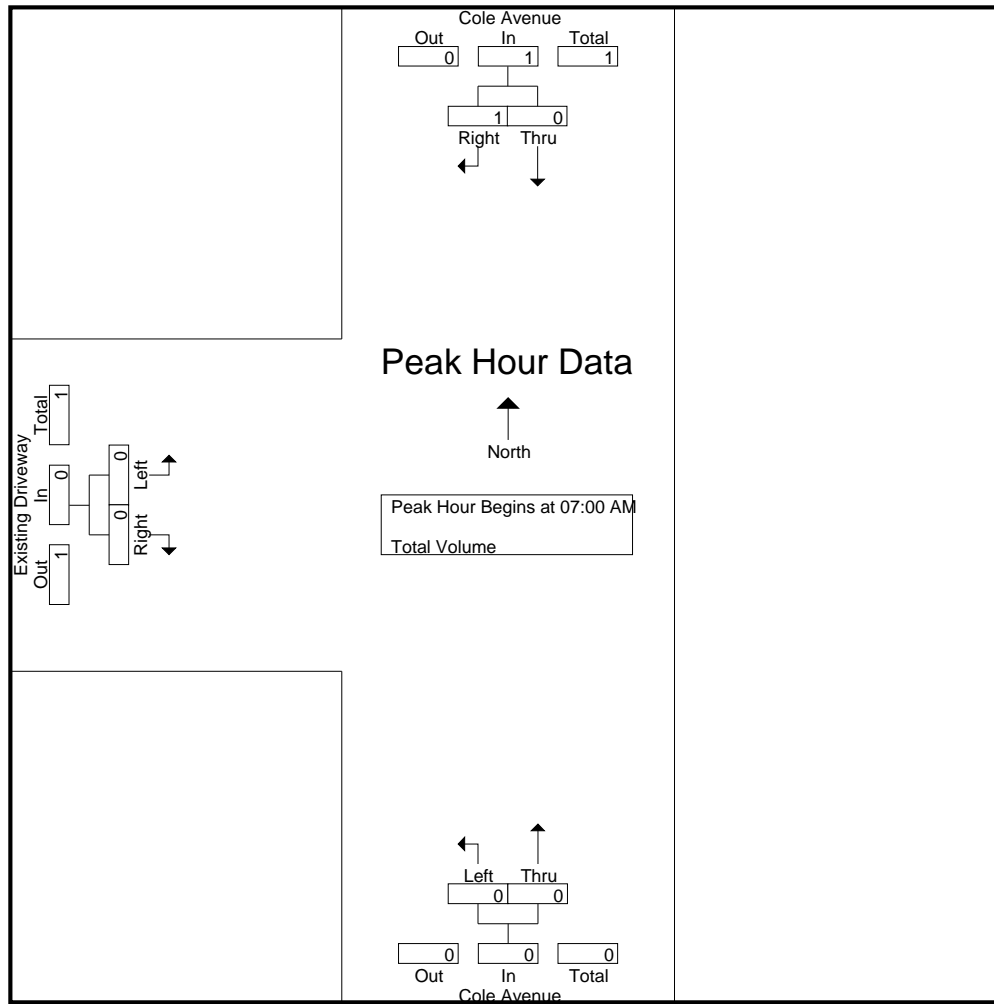 Cole Avenue
Out In Total
0 1 1
1 0
Right Thru
Peak Hour Data
North
Peak Hour Begins at 07:00 AM
Total Volume
Existing Driveway
Out In Total
1 0 1
0 0
Right Left
Left Thru
0 0
0 0 0
Out In Total
Cole Avenue